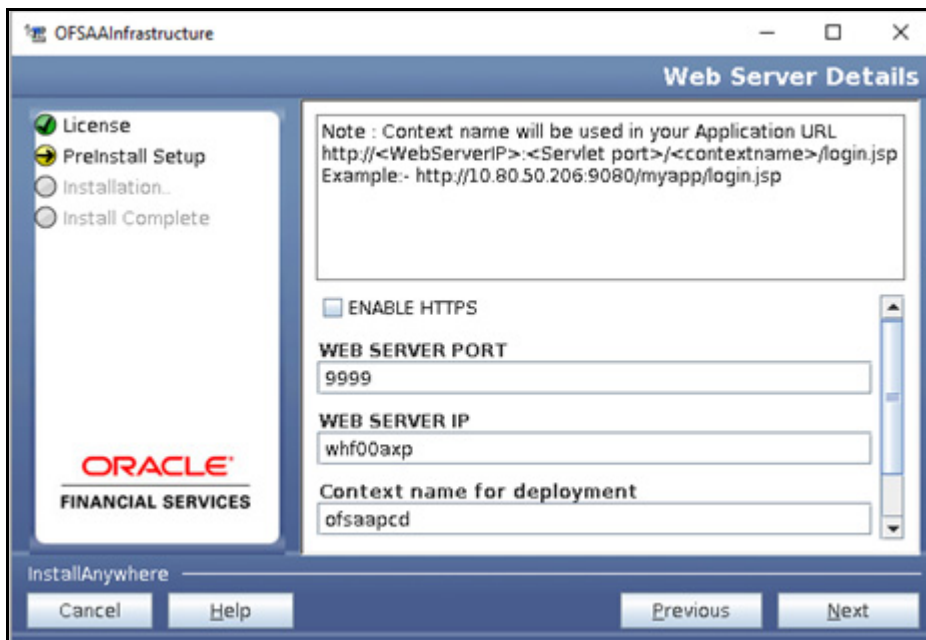 OFSAAInfrastructure
Web Server Details
License
PreInstall Setup
Installation..
Install Complete
ORACLE
FINANCIAL SERVICES
Note : Context name will be used in your Application URL
http://<WebServerIP>:<Servlet port>/<contextname>/login.jsp
Example:- http://10.80.50.206:9080/myapp/login.jsp
ENABLE HTTPS
WEB SERVER PORT
9999
WEB SERVER IP
whf00axp
Context name for deployment
ofsaapcd
InstallAnywhere
Cancel Help Previous Next